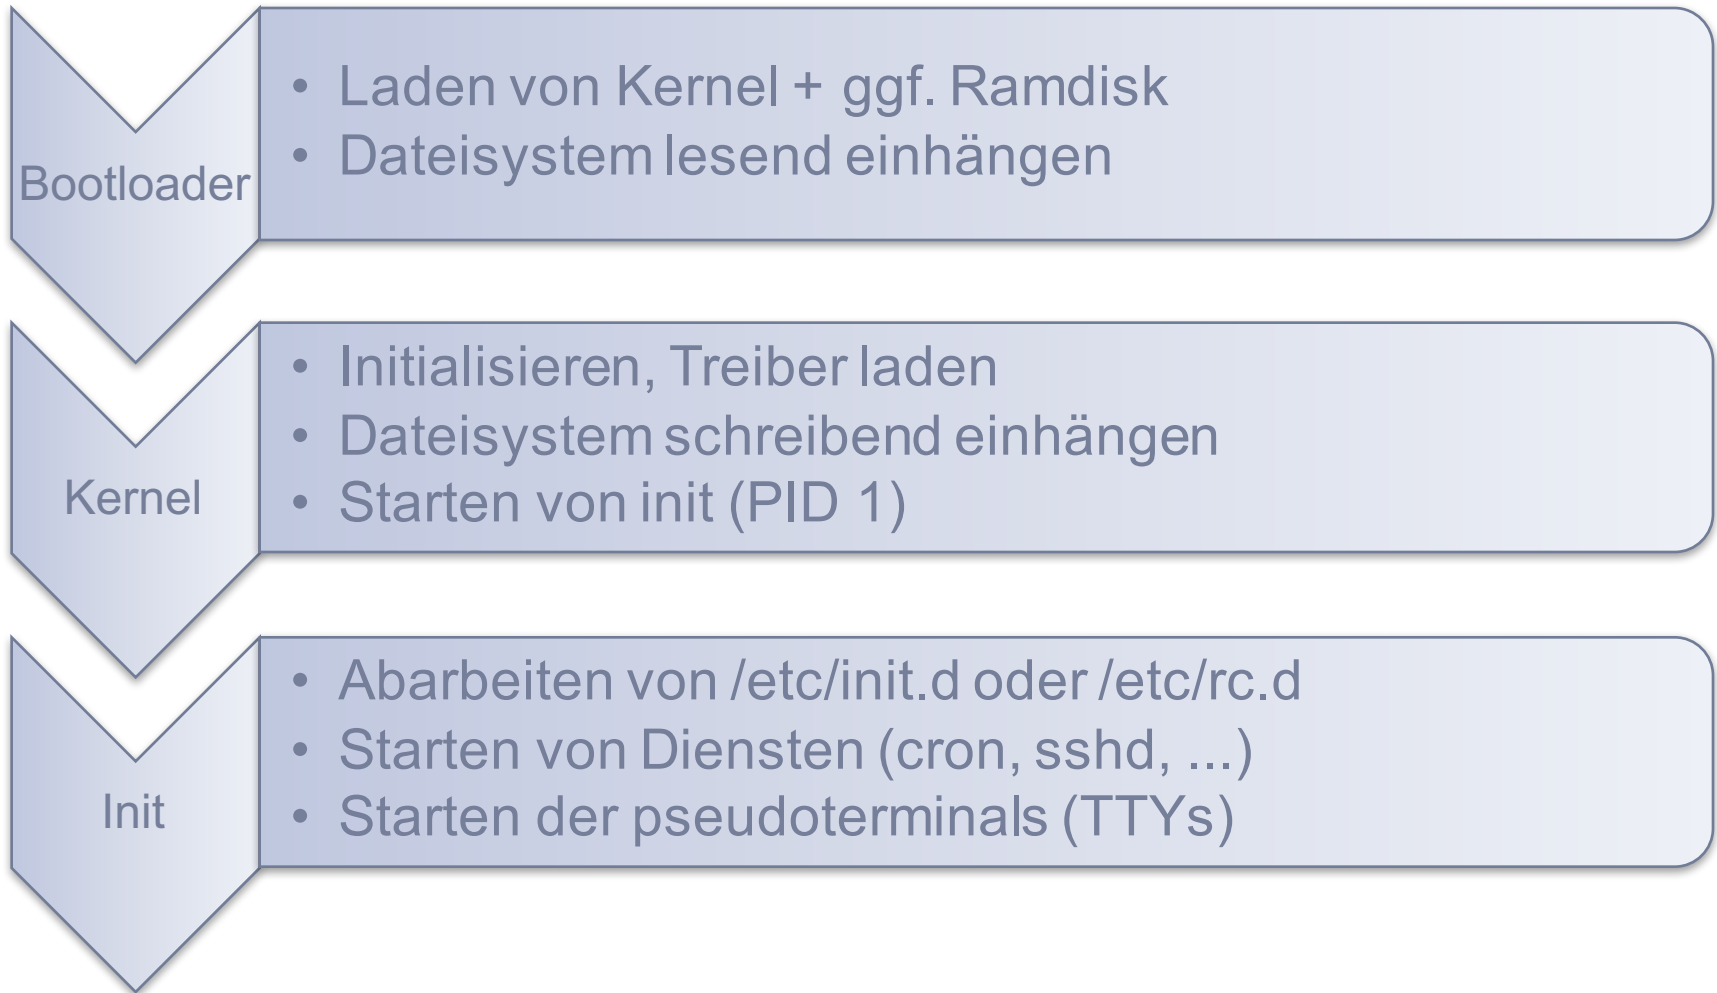 Bootloader
• Laden von Kernel + ggf. Ramdisk
• Dateisystem lesend einhängen
Kernel
• Initialisieren, Treiber laden
• Dateisystem schreibend einhängen
• Starten von init (PID 1)
Init
• Abarbeiten von /etc/init.d oder /etc/rc.d
• Starten von Diensten (cron, sshd, ...)
• Starten der pseudoterminals (TTYs)